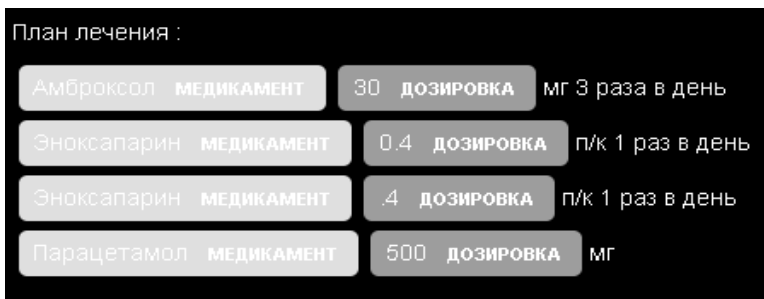 План лечения :
Амброксол МЕДИКАМЕНТ 30 ДОЗИРОВКА мг 3 раза в день
Эноксапарин МЕДИКАМЕНТ 0.4 ДОЗИРОВКА п/к 1 раз в день
Эноксапарин МЕДИКАМЕНТ .4 ДОЗИРОВКА п/к 1 раз в день
Парацетамол МЕДИКАМЕНТ 500 ДОЗИРОВКА мг